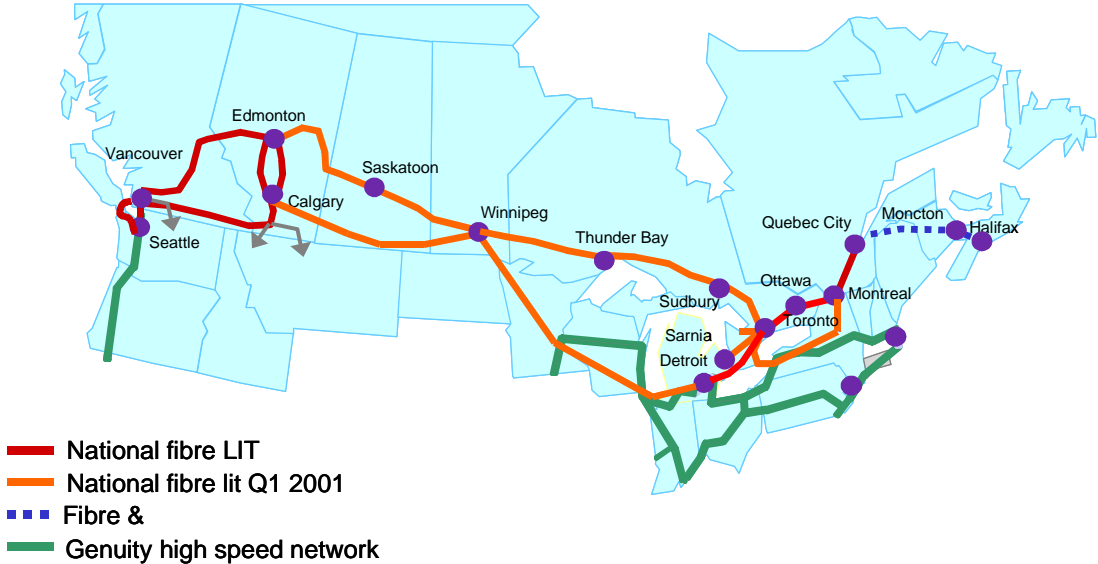 Edmonton
Vancouver
Saskatoon
Calgary
Winpeg
Seattle
Thunder Bay
Quebec City
Moncton
Halifax
Ottawa
Montreal
Sudbury
Toronto
Sarnia
Detroit
National fibre LIT
National fibre lit Q1 2001
Fibre &
Genuity high speed network